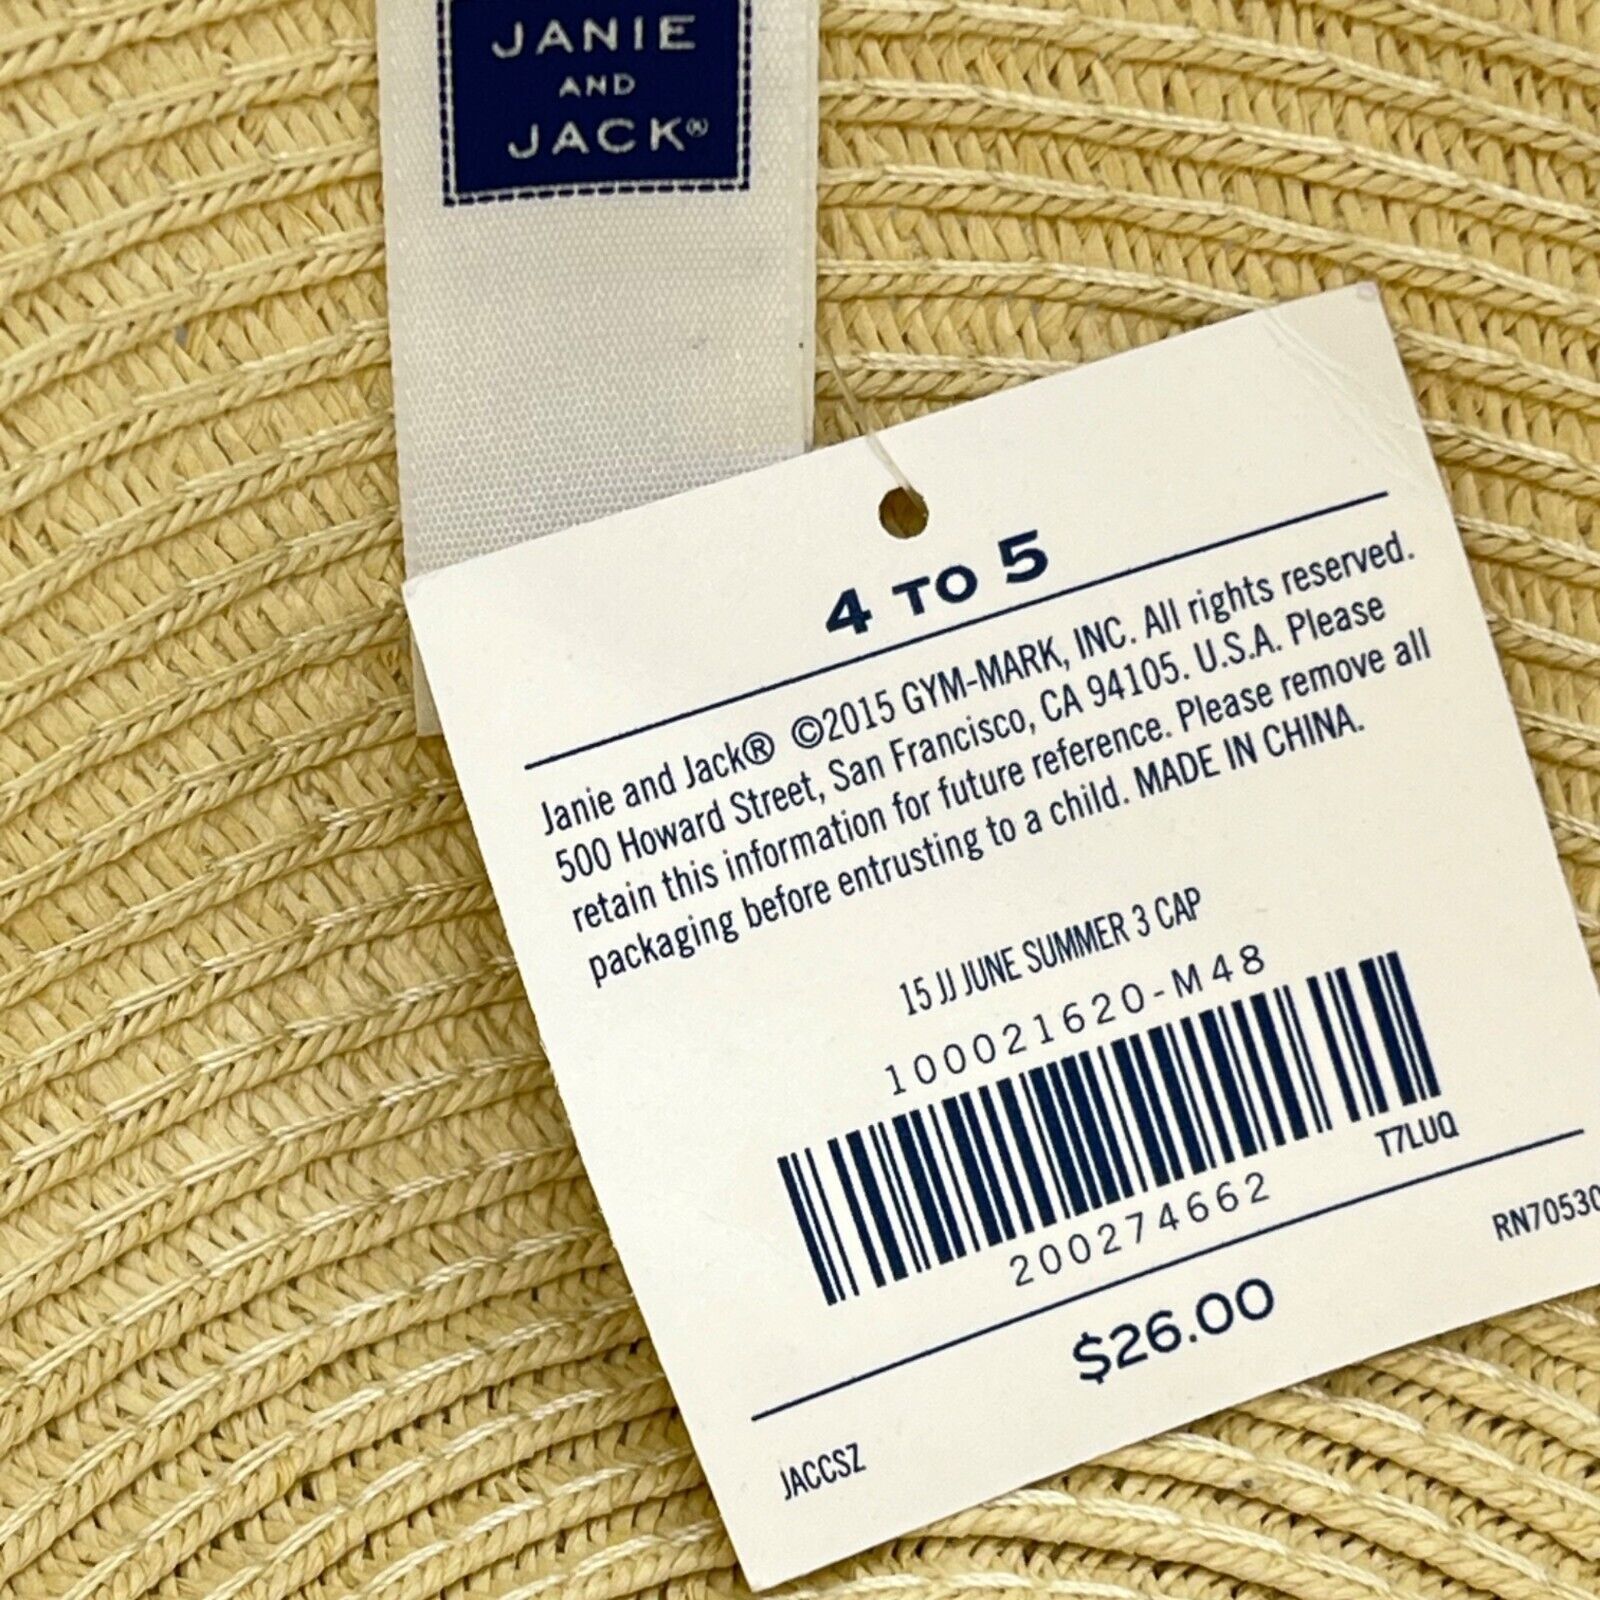 JANIE
AND
JACK®
4 TO 5
Janie and Jack® ©2015 GYM-MARK, INC. All rights reserved.
500 Howard Street, San Francisco, CA 94105. U.S.A. Please
retain this information for future reference. Please remove all
packaging before entrusting to a child. MADE IN CHINA.
15 JJ JUNE SUMMER 3 CAP
100021620-M48
T7LUQ
200274662
RN70530
$26.00
JACCSZ